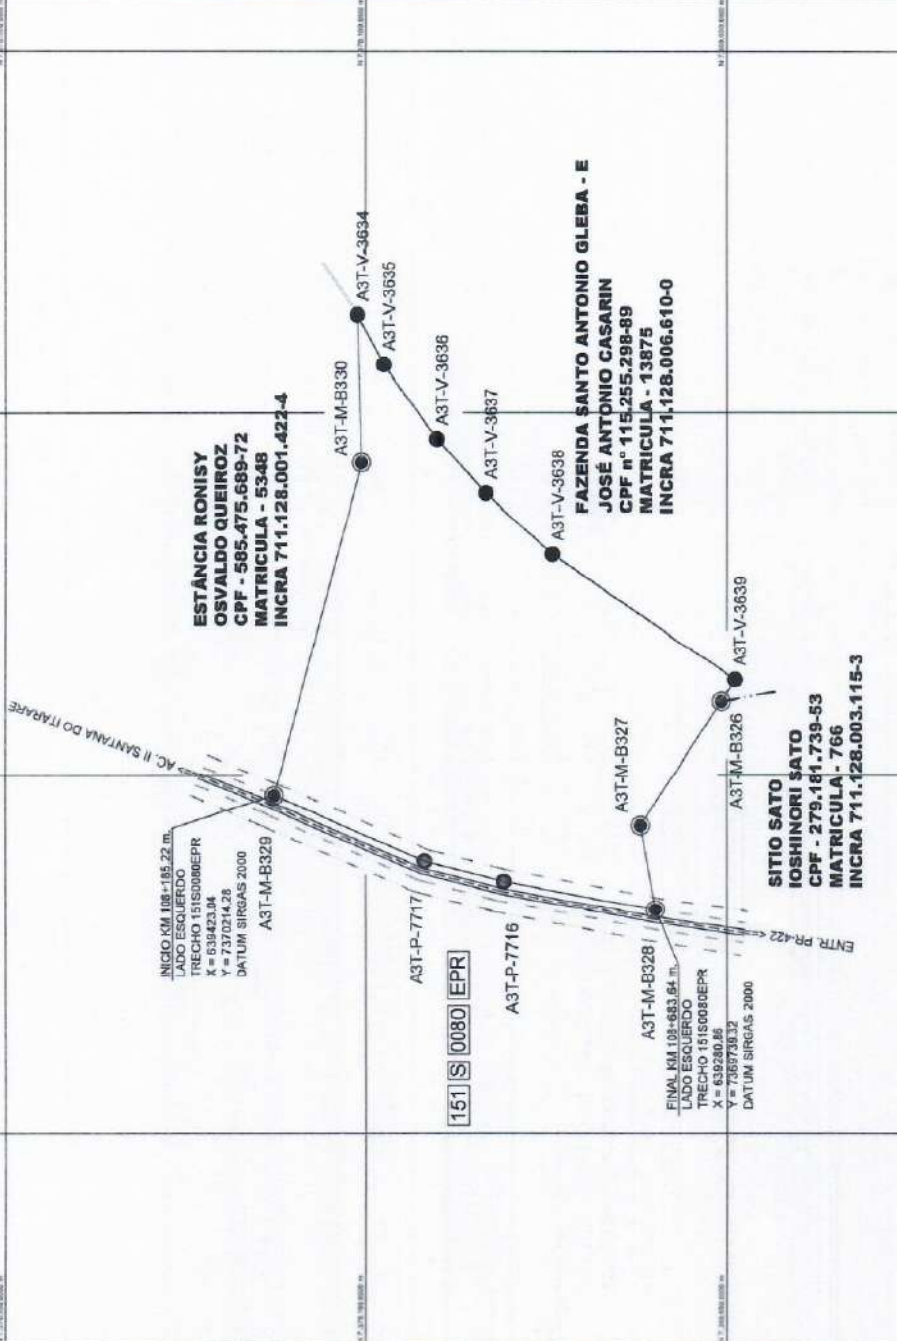 AC. II SANTANA DO ITARARE
INICIO KM 108+185,22 m.
LADO ESQUERDO
TRECHO 151S0080EPR
X = 639423,04
Y = 7370214,28
DATUM SIRGAS 2000
A3T-M-B329
ESTÂNCIA RONISY
OSVALDO QUEIROZ
CPF - 585.475.689-72
MATRICULA - 5348
INCRA 711.128.001.422-4
A3T-M-B330
A3T-V-3634
A3T-V-3635
A3T-V-3636
A3T-V-3637
A3T-V-3638
FAZENDA SANTO ANTONIO GLEBA - E
JOSÉ ANTONIO CASARIN
CPF nº 115.255.298-89
MATRICULA - 13875
INCRA 711.128.006.610-0
A3T-P-7717
A3T-P-7716
151 S 0080 EPR
A3T-M-B328
FINAL KM 108+683,64 m.
LADO ESQUERDO
TRECHO 151S0080EPR
X = 639280,86
Y = 7369739,32
DATUM SIRGAS 2000
A3T-M-B327
A3T-M-B326
A3T-V-3639
SITIO SATO
IOSHINORI SATO
CPF - 279.181.739-53
MATRICULA - 766
INCRA 711.128.003.115-3
ENTR. PR-422